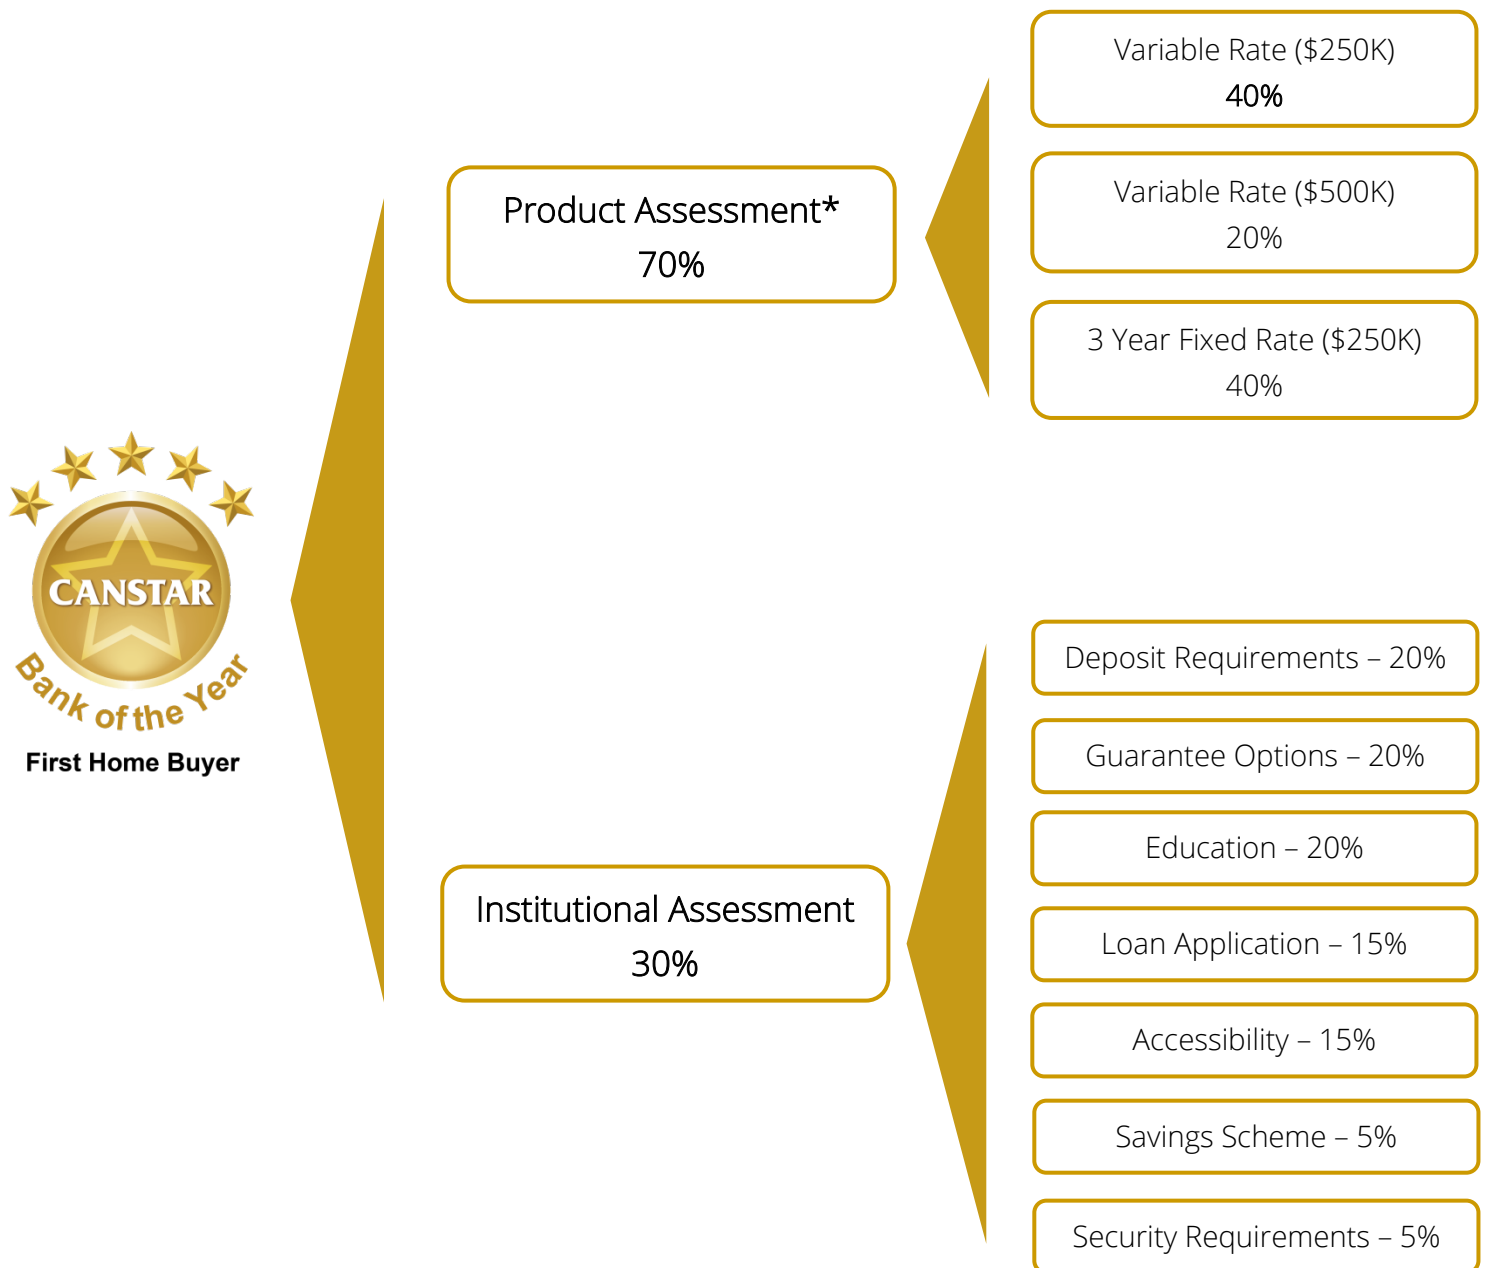 Variable Rate ($250K)
40%
Variable Rate ($500K)
20%
3 Year Fixed Rate ($250K)
40%
Product Assessment*
70%
CANSTAR
Bank of the Year
First Home Buyer
Institutional Assessment
30%
Deposit Requirements – 20%
Guarantee Options – 20%
Education – 20%
Loan Application – 15%
Accessibility – 15%
Savings Scheme – 5%
Security Requirements – 5%